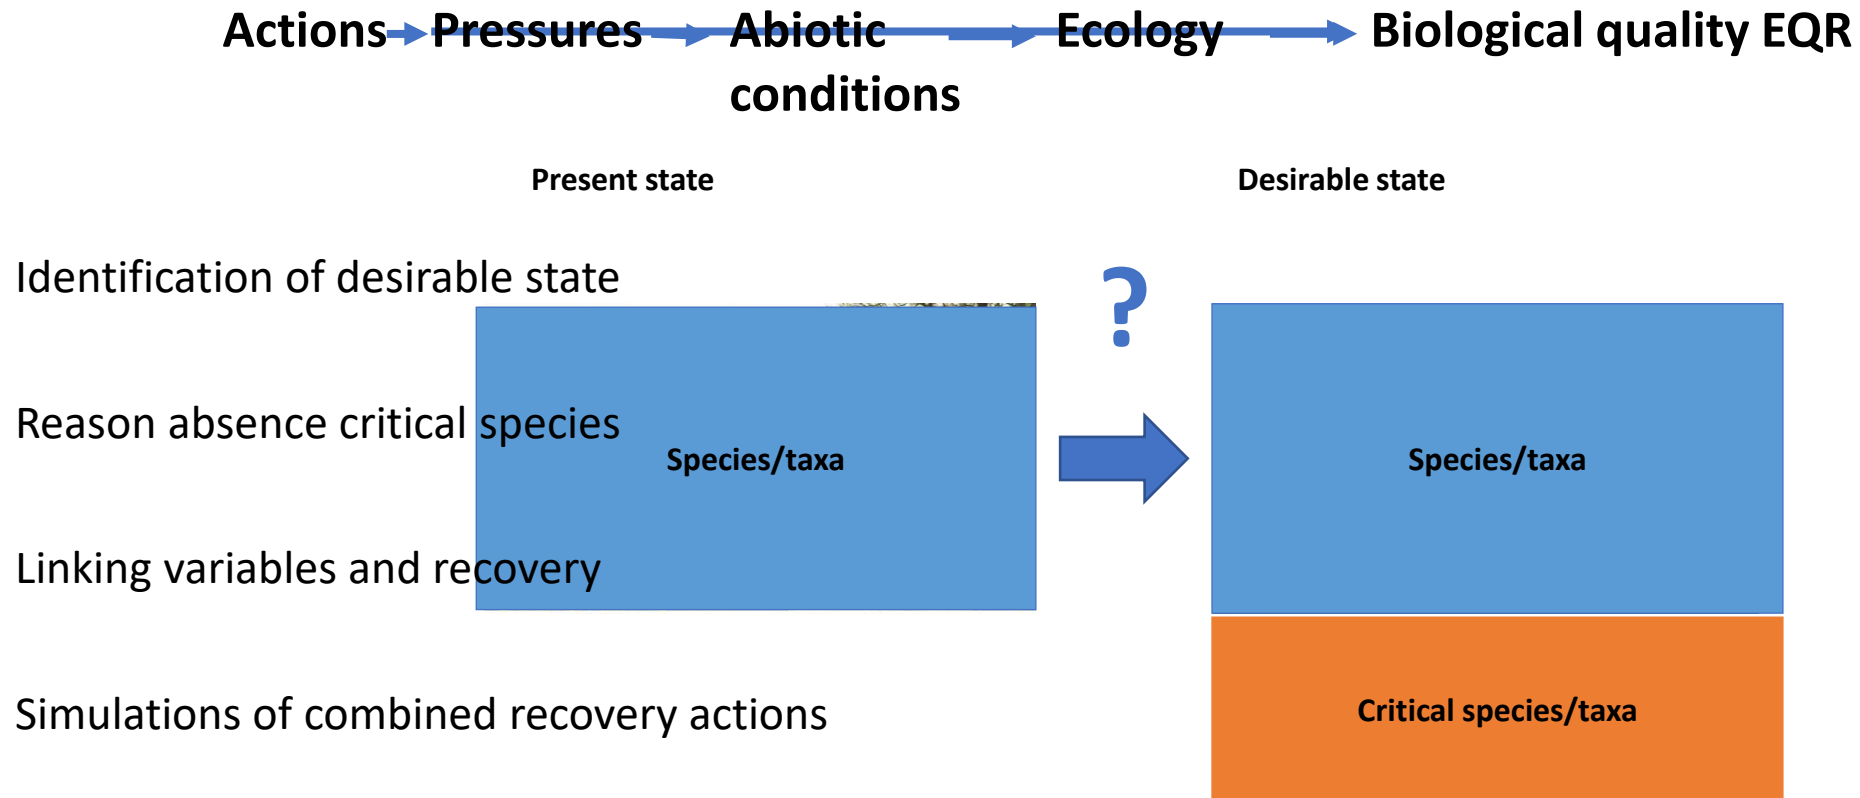 Actions Pressures Abiotic Ecology Biological quality EQR
conditions
Present state Desirable state
Identification of desirable state
?
Reason absence critical species
Species/taxa Species/taxa
Linking variables and recovery
Simulations of combined recovery actions
Critical species/taxa